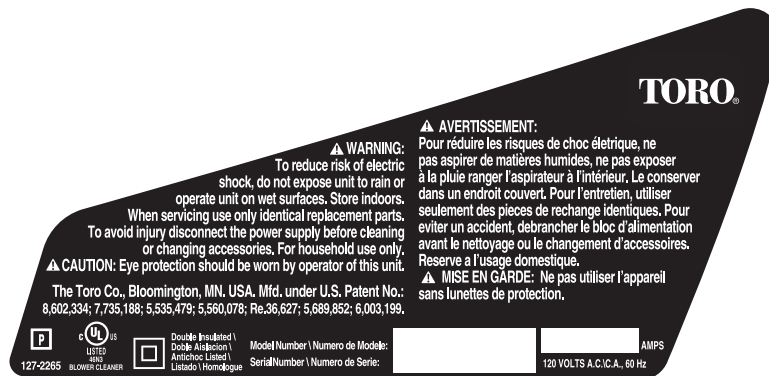 TORO®
⚠ WARNING:
To reduce risk of electric
shock, do not expose unit to rain or
operate unit on wet surfaces. Store indoors.
When servicing use only identical replacement parts.
To avoid injury disconnect the power supply before cleaning
or changing accessories. For household use only.
⚠ CAUTION: Eye protection should be worn by operator of this unit.
⚠ AVERTISSEMENT:
Pour réduire les risques de choc életrique, ne
pas aspirer de matières humides, ne pas exposer
à la pluie ranger l'aspirateur à l'intérieur. Le conserver
dans un endroit couvert. Pour l'entretien, utiliser
seulement des pieces de rechange identiques. Pour
eviter un accident, debrancher le bloc d'alimentation
avant le nettoyage ou le changement d'accessoires.
Reserve a l'usage domestique.
⚠ MISE EN GARDE: Ne pas utiliser l'appareil
sans lunettes de protection.
The Toro Co., Bloomington, MN. USA. Mfd. under U.S. Patent No.:
8,602,334; 7,735,188; 5,535,479; 5,560,078; Re.36,627; 5,689,852; 6,003,199.
P
127-2265
c UL US
LISTED
46N3
BLOWER CLEANER
Double Insulated \
Doble Aislacion \
Antichoc Listed \
Listado \ Homologue
Model Number \ Numero de Modele:
Serial Number \ Numero de Serie:
AMPS
120 VOLTS A.C.\C.A., 60 Hz